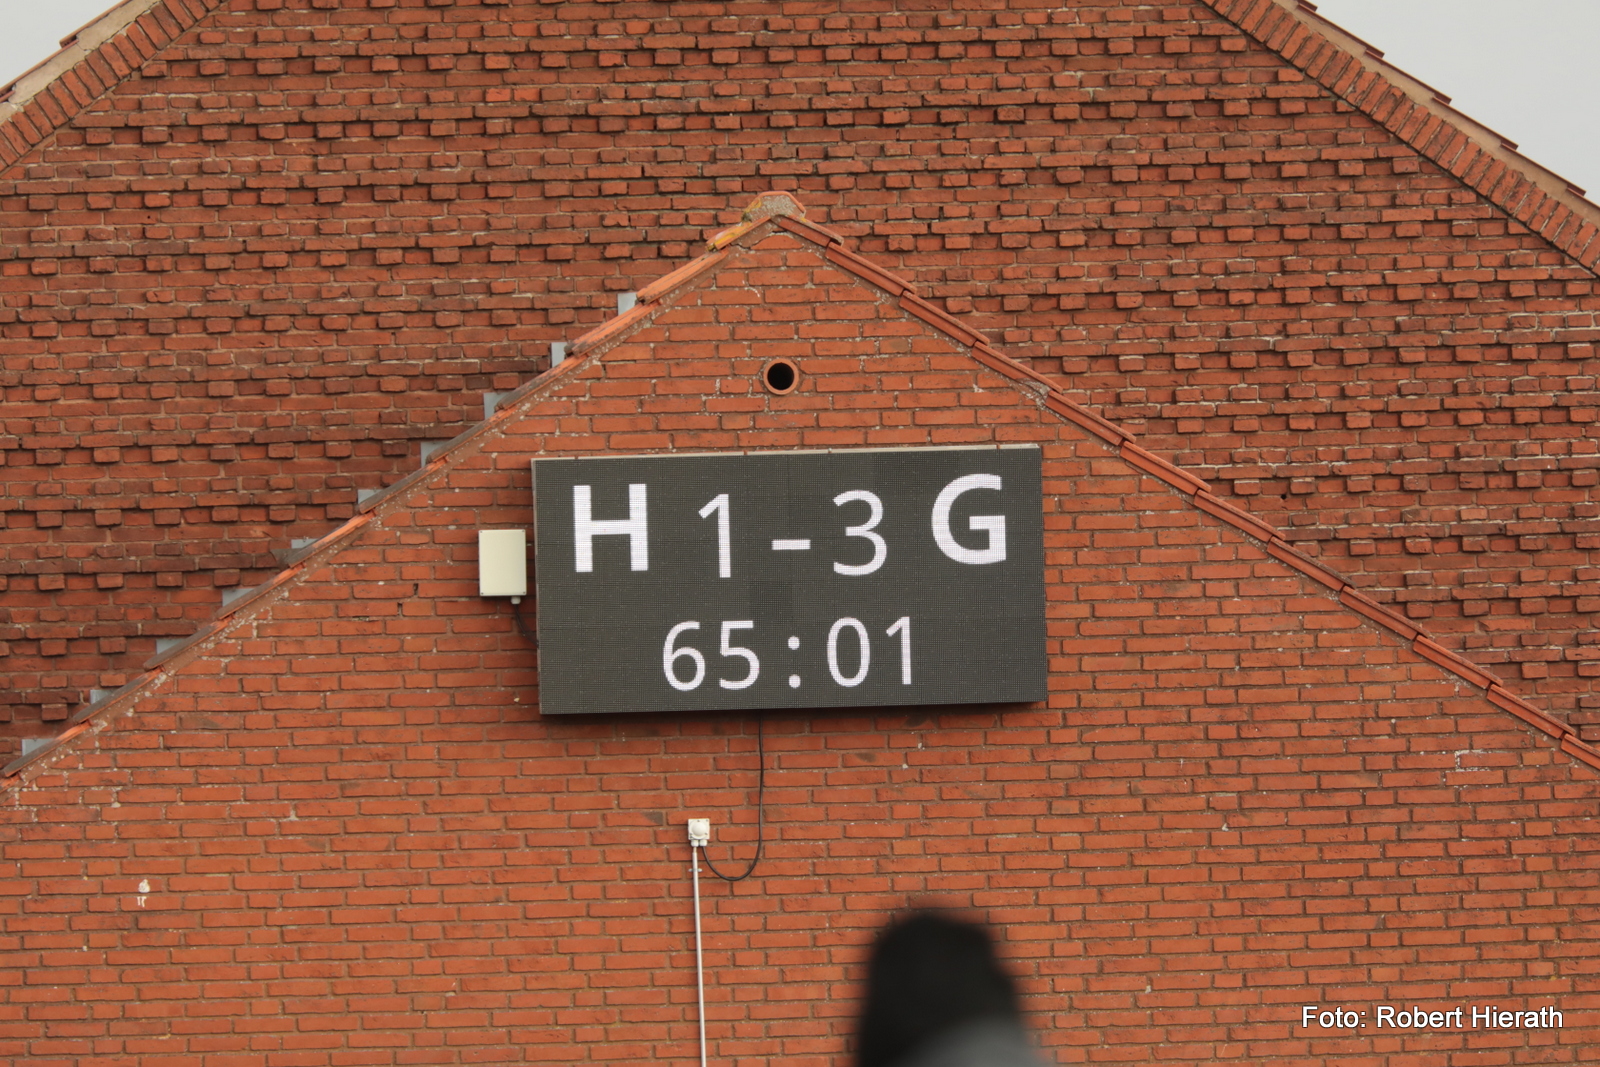 H 1-3 G
65:01
Foto: Robert Hierath